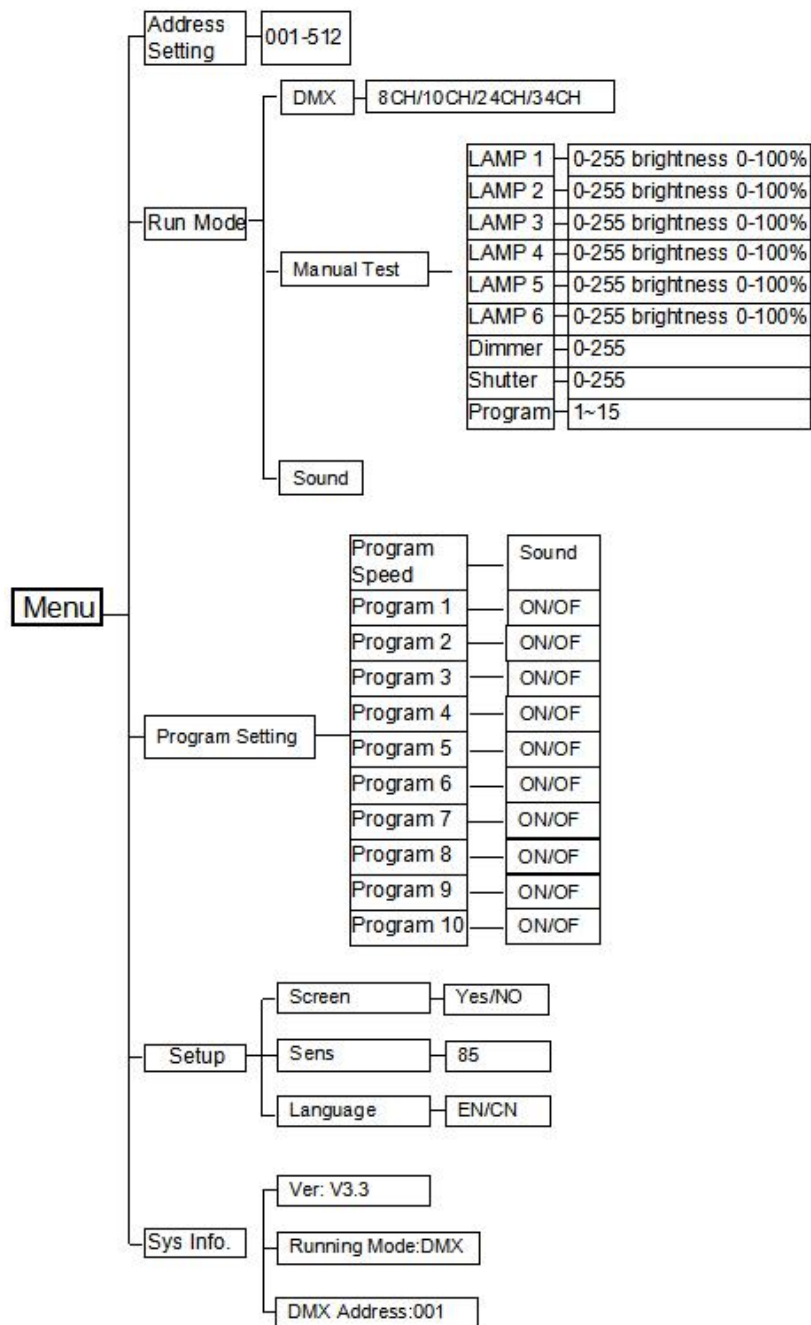 Address
Setting
001-512
DMX
8CH/10CH/24CH/34CH
Run Mode
Manual Test
LAMP 1
0-255 brightness 0-100%
LAMP 2
0-255 brightness 0-100%
LAMP 3
0-255 brightness 0-100%
LAMP 4
0-255 brightness 0-100%
LAMP 5
0-255 brightness 0-100%
LAMP 6
0-255 brightness 0-100%
Dimmer
0-255
Shutter
0-255
Program
1~15
Sound
Menu
Program Setting
Program
Speed
Sound
Program 1
ON/OF
Program 2
ON/OF
Program 3
ON/OF
Program 4
ON/OF
Program 5
ON/OF
Program 6
ON/OF
Program 7
ON/OF
Program 8
ON/OF
Program 9
ON/OF
Program 10
ON/OF
Setup
Screen
Yes/NO
Sens
85
Language
EN/CN
Sys Info.
Ver: V3.3
Running Mode:DMX
DMX Address:001